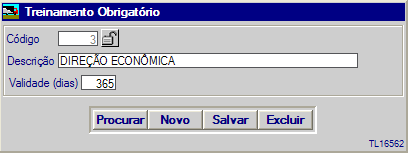 Treinamento Obrigatório
Código 3
Descrição DIREÇÃO ECONÔMICA
Validade (dias) 365
Procurar Novo Salvar Excluir
TL16562